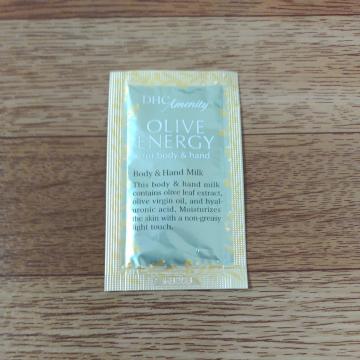 DHC Amenity
OLIVE
ENERGY
for body & hand
Body & Hand Milk
This body & hand milk
contains olive leaf extract,
olive virgin oil, and hyal-
uronic acid. Moisturizes
the skin with a non-greasy
light touch.